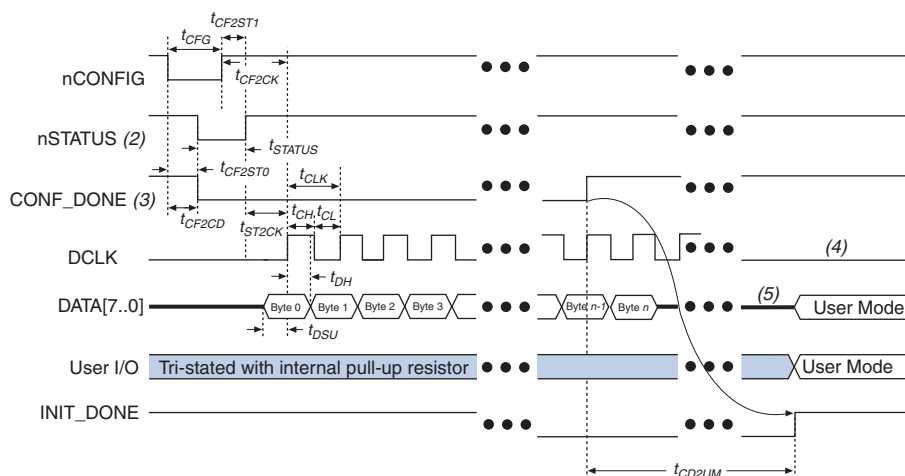 tCF2ST1
tCFG
tCF2CK
nCONFIG
nSTATUS (2)
tSTATUS
tCF2ST0
tCLK
CONF_DONE (3)
tCF2CD
tST2CK
tCH
tCL
DCLK
(4)
tDH
DATA[7..0]
Byte 0
Byte 1
Byte 2
Byte 3
Byte n-1
Byte n
(5)
User Mode
tDSU
User I/O
Tri-stated with internal pull-up resistor
User Mode
INIT_DONE
tCD2UM